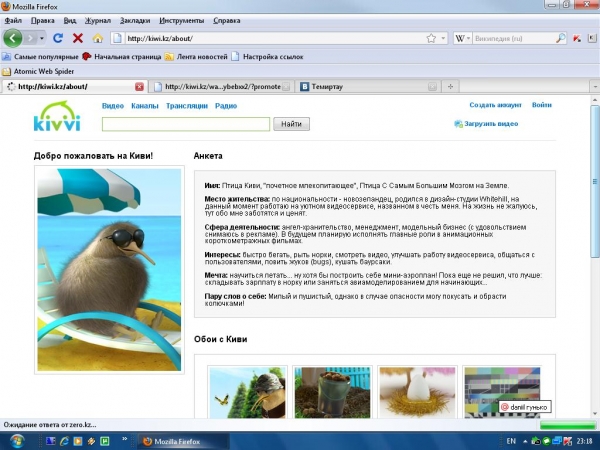 Mozilla Firefox
Файл Правка Вид Журнал Закладки Инструменты Справка
http://kiwi.kz/about/
W Википедия (ru)
Самые популярные Начальная страница Лента новостей Настройка ссылок
Atomic Web Spider
http://kiwi.kz/about/ http://kiwi.kz/wa...ybebxx2/?promote Темиртау
kivvi
Видео Каналы Трансляции Радио
Создать аккаунт Войти
Найти
Загрузить видео
Добро пожаловать на Киви!
Анкета
Имя: Птица Киви, "почетное млекопитающее", Птица С Самым Большим Мозгом на Земле.
Место жительства: по национальности - новозеландец, родился в дизайн-студии Whitehill, на
данный момент работаю на уютном видеосервисе, названном в честь меня. На жизнь не жалуюсь,
тут обо мне заботятся и ценят.
Сфера деятельности: ангел-хранительство, менеджмент, модельный бизнес (с удовольствием
снимаюсь в рекламе). В будущем планирую исполнять главные роли в анимационных
короткометражных фильмах.
Интересы: быстро бегать, рыть норки, смотреть видео, улучшать работу видеосервиса, общаться с
пользователями, ловить жуков (bugs), кушать баурсаки.
Мечта: научиться летать... ну хотя бы построить себе мини-аэроплан! Пока еще не решил, что лучше:
складывать зарплату в норку или заняться авиамоделированием для начинающих...
Пару слов о себе: Милый и пушистый, однако в случае опасности могу покусать и обрасти
колючками!
Обои с Киви
daniil гунько
Ожидание ответа от zero.kz...
Mozilla Firefox
EN
23:18